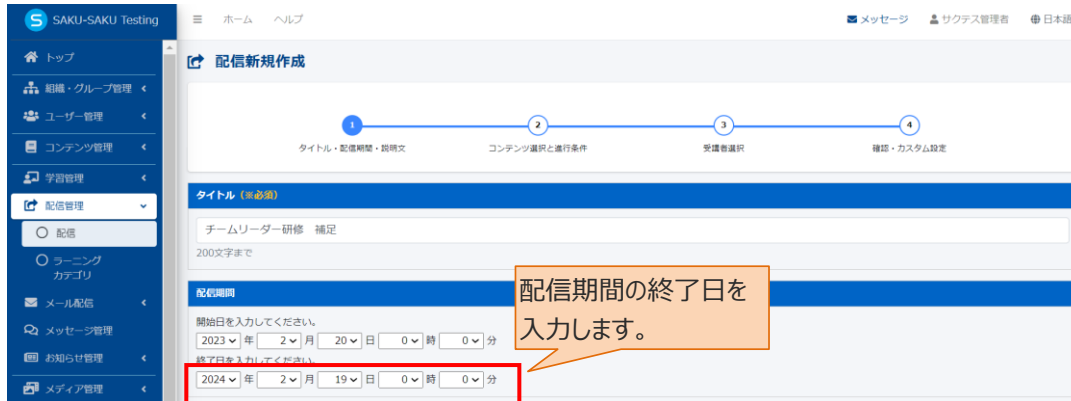 SAKU-SAKU Testing
ホーム ヘルプ
メッセージ サクテス管理者 日本語
トップ
組織・グループ管理
ユーザー管理
コンテンツ管理
学習管理
配信管理
配信
ラーニング
カテゴリ
メール配信
メッセージ管理
お知らせ管理
メディア管理
配信新規作成
1 2 3 4
タイトル・配信期間・説明文 コンテンツ選択と進行条件 受講者選択 確認・カスタム設定
タイトル (※必須)
チームリーダー研修 補足
200文字まで
配信期間
開始日を入力してください。
2023 年 2 月 20 日 0 時 0 分
終了日を入力してください。
2024 年 2 月 19 日 0 時 0 分
配信期間の終了日を
入力します。